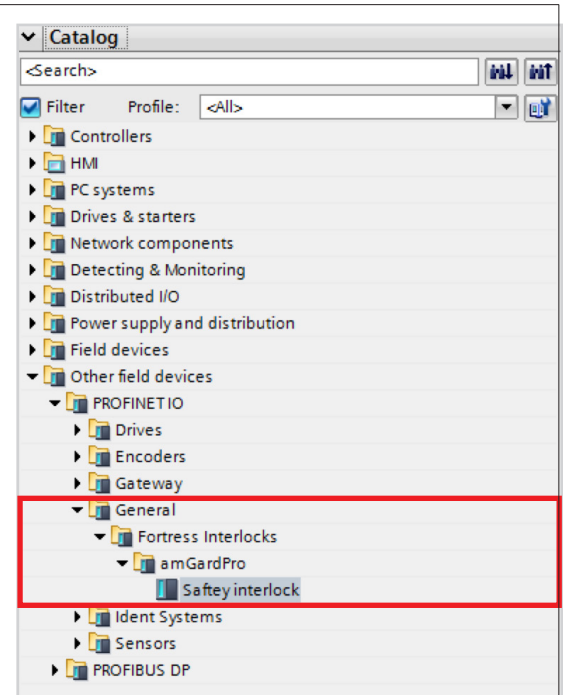 Catalog
<Search>
Filter Profile: <All>
Controllers
HMI
PC systems
Drives & starters
Network components
Detecting & Monitoring
Distributed I/O
Power supply and distribution
Field devices
Other field devices
PROFINET IO
Drives
Encoders
Gateway
General
Fortress Interlocks
amGardPro
Saftey interlock
Ident Systems
Sensors
PROFIBUS DP